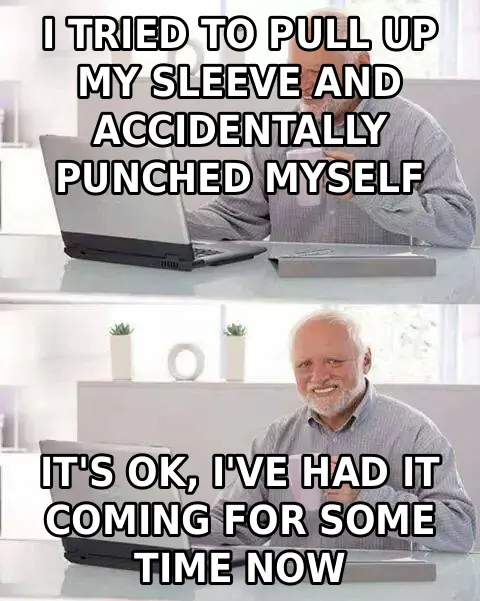 I TRIED TO PULL UP
MY SLEEVE AND
ACCIDENTALLY
PUNCHED MYSELF
IT'S OK, I'VE HAD IT
COMING FOR SOME
TIME NOW